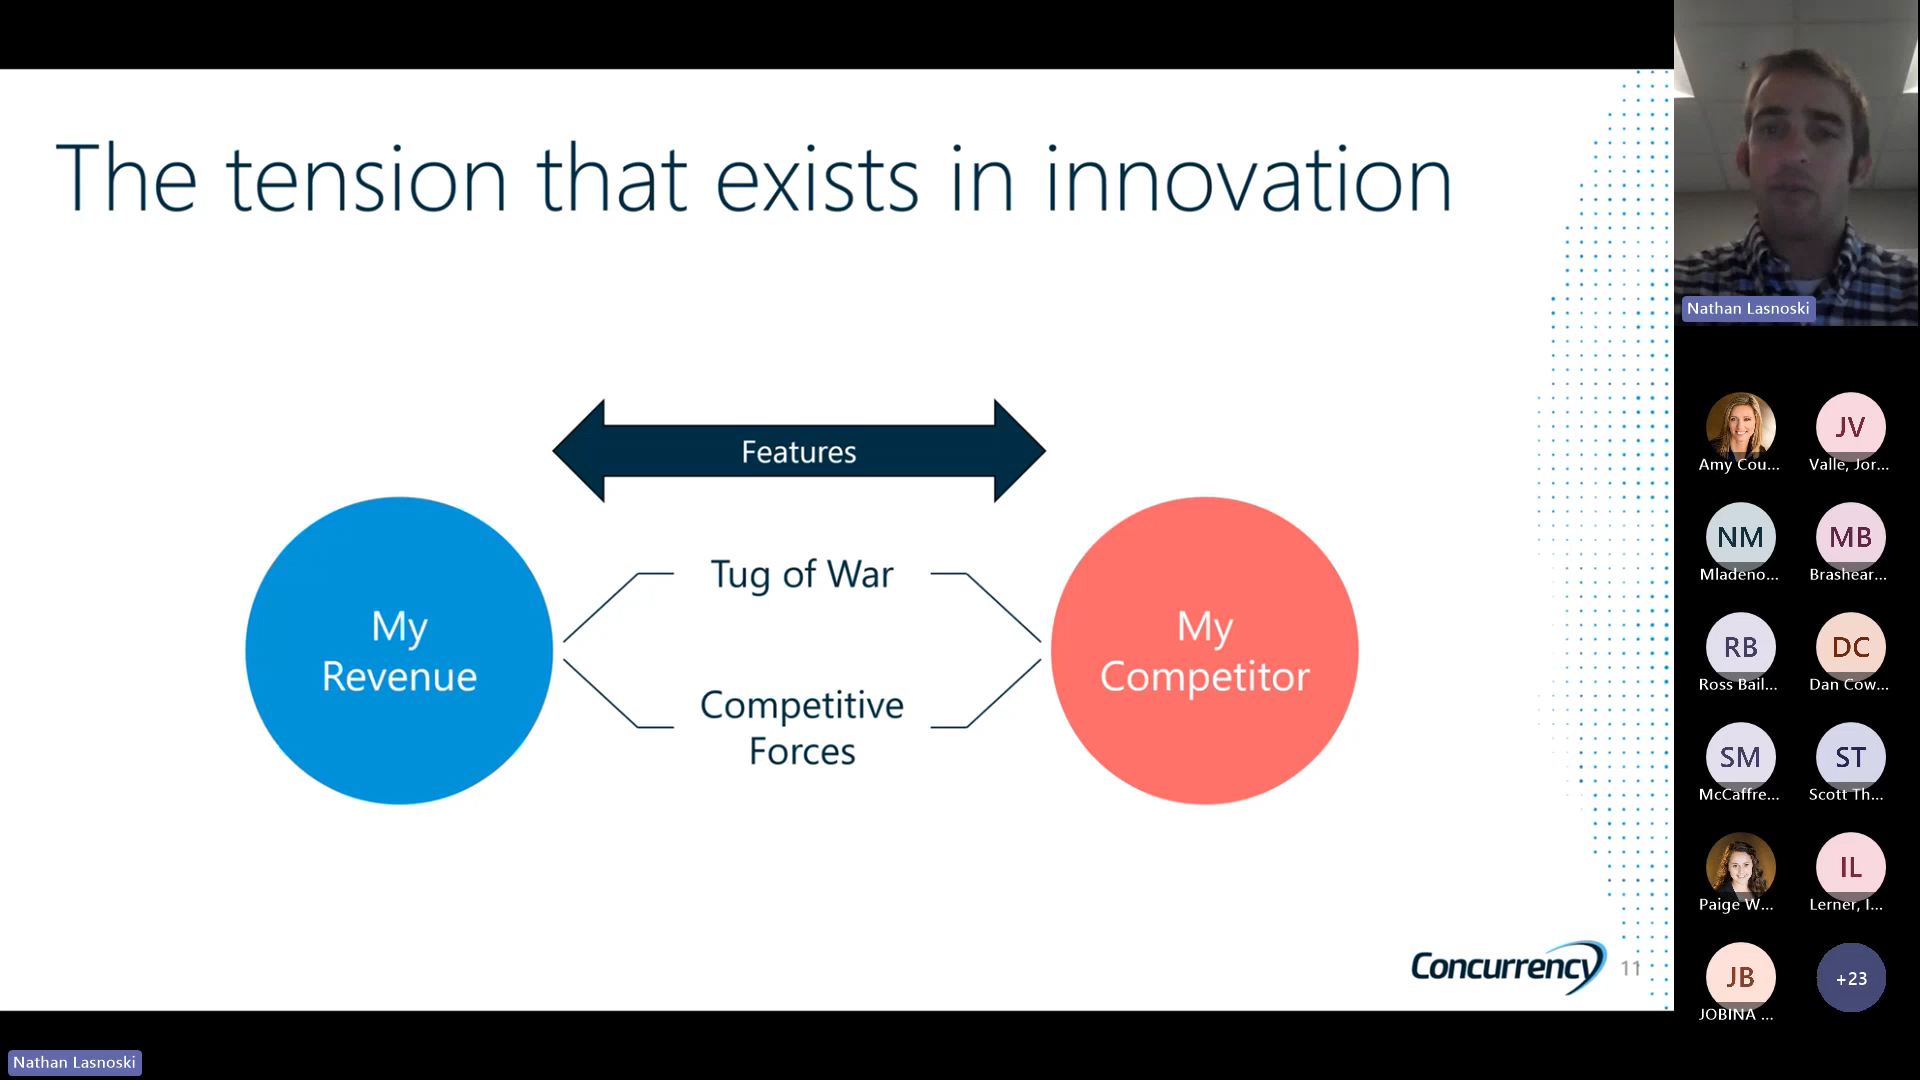 The tension that exists in innovation
Features
My
Revenue
Tug of War
Competitive
Forces
My
Competitor
Concurrency
11
Nathan Lasnoski
Amy Cou...
JV
Valle, Jor...
NM
Mladeno...
MB
Brashear...
RB
Ross Bail...
DC
Dan Cow...
SM
McCaffre...
ST
Scott Th...
Paige W...
IL
Lerner, I...
JB
JOBINA ...
+23
Nathan Lasnoski